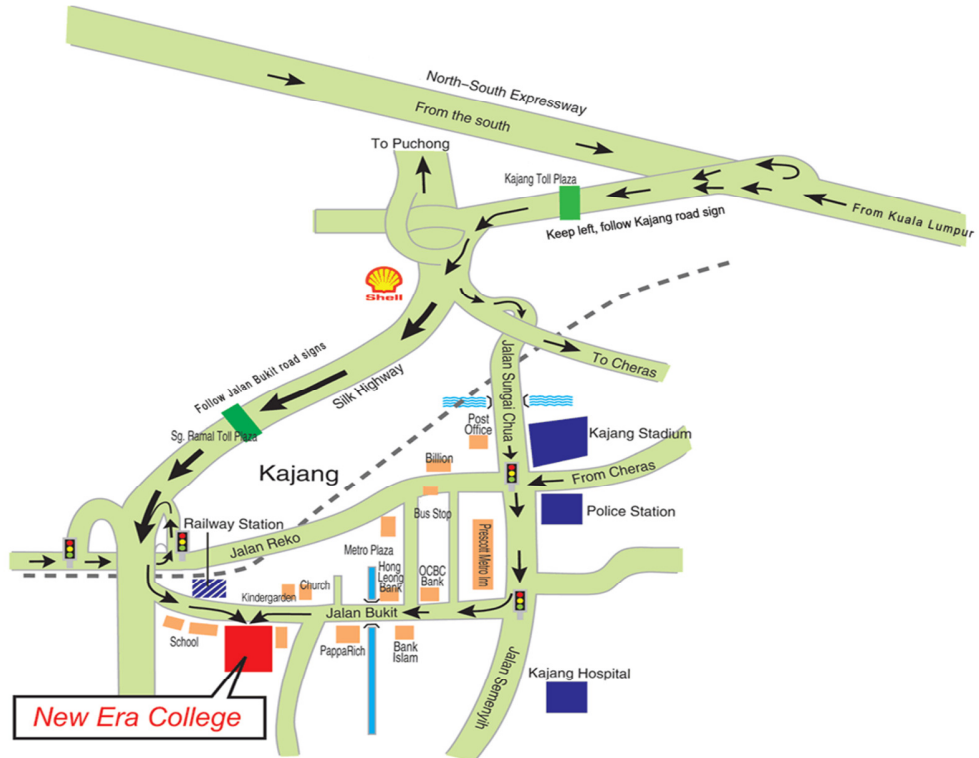 North-South Expressway
From the south
To Puchong
Kajang Toll Plaza
From Kuala Lumpur
Keep left, follow Kajang road sign
Shell
Follow Jalan Bukit road signs
Silk Highway
To Cheras
Jalan Sungai Chua
Post
Office
Kajang Stadium
Sg. Ramal Toll Plaza
Billion
From Cheras
Kajang
Bus Stop
Police Station
Railway Station
Jalan Reko
Metro Plaza
Prescott Metro Inn
Hong
Leong
Bank
OCBC
Bank
Kindergarden
Church
Jalan Bukit
School
PappaRich
Bank
Islam
Jalan Semenyih
Kajang Hospital
New Era College